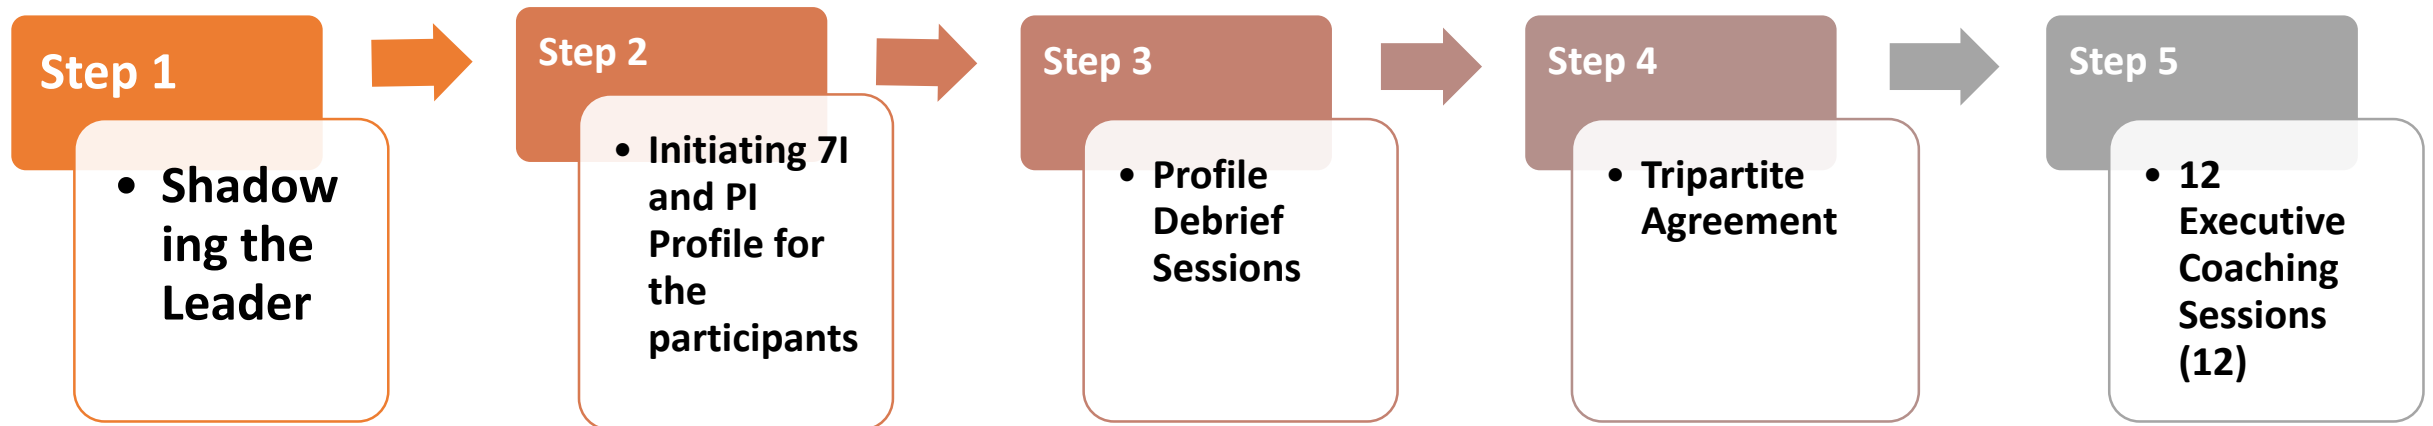 Step 1
• Shadow
ing the
Leader
Step 2
• Initiating 7I
and PI
Profile for
the
participants
Step 3
• Profile
Debrief
Sessions
Step 4
• Tripartite
Agreement
Step 5
• 12
Executive
Coaching
Sessions
(12)